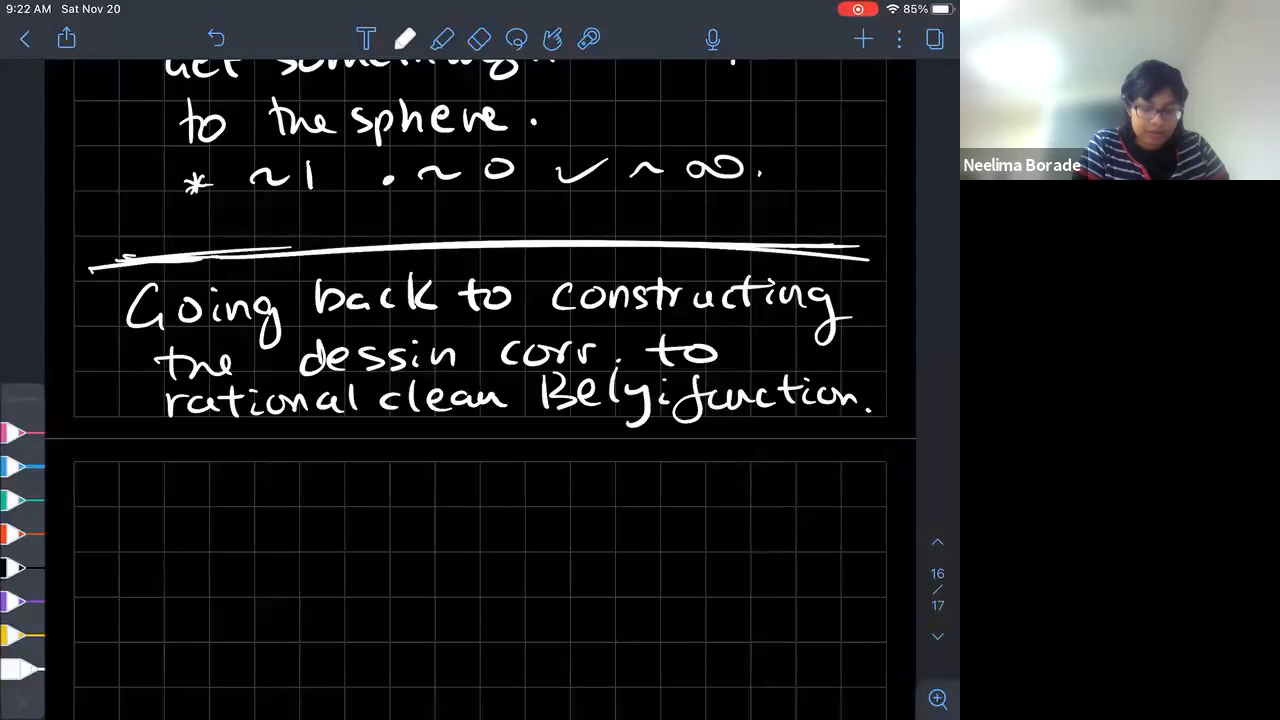 9:22 AM Sat Nov 20
85%
to the sphere.
* ~ 1 . ~ 0 ✓ ~ ∞.
Going back to constructing
the dessin corr. to
rational clean Belyi function.
16
17
Neelima Borade